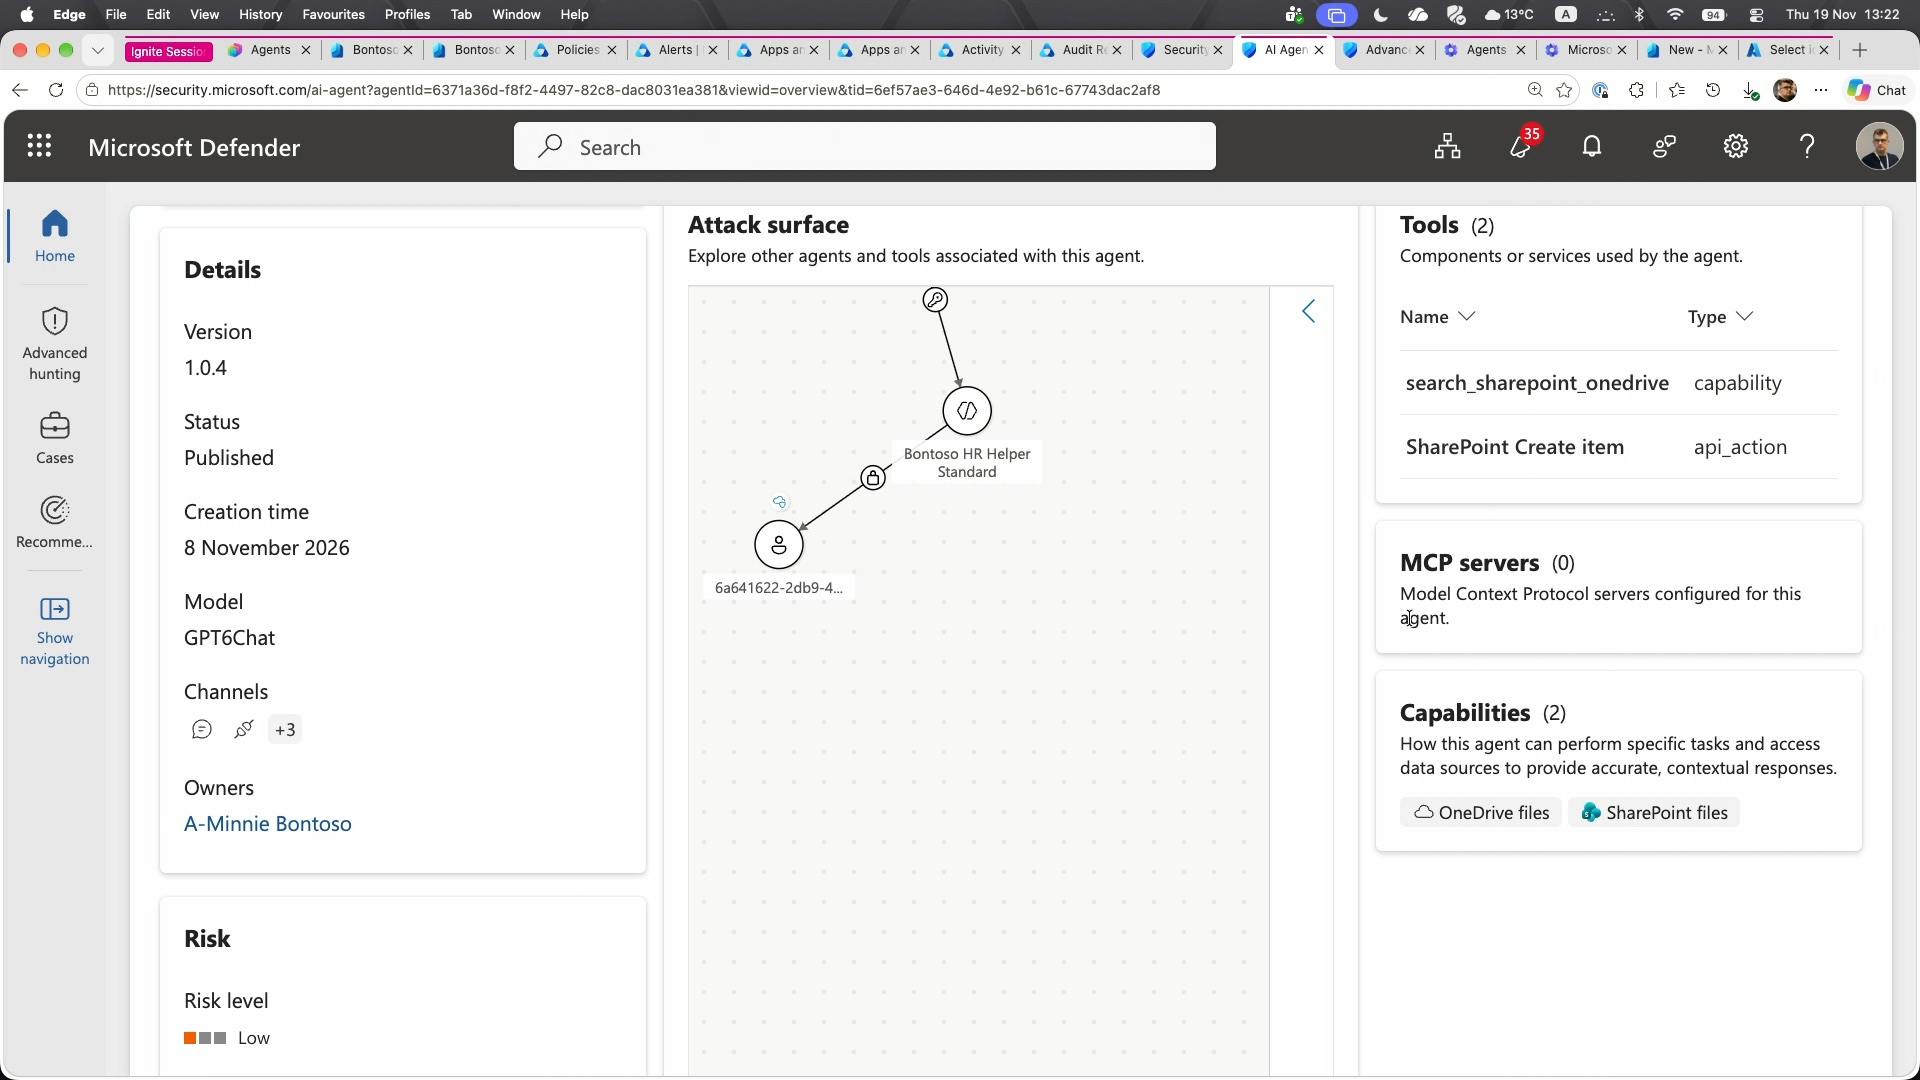 Edge File Edit View History Favourites Profiles Tab Window Help
13°C A 94 Thu 19 Nov 13:22
Ignite Sessio Agents Bontoso Bontoso Policies Alerts | Apps an Apps an Activity Audit Re Security AI Agen Advanc Agents Microso New - M Select i
https://security.microsoft.com/ai-agent?agentId=6371a36d-f8f2-4497-82c8-dac8031ea381&viewid=overview&tid=6ef57ae3-646d-4e92-b61c-67743dac2af8
Chat
Microsoft Defender
Search
35
Home
Advanced
hunting
Cases
Recomme...
Show
navigation
Details
Version
1.0.4
Status
Published
Creation time
8 November 2026
Model
GPT6Chat
Channels
+3
Owners
A-Minnie Bontoso
Risk
Risk level
Low
Attack surface
Explore other agents and tools associated with this agent.
Bontoso HR Helper
Standard
6a641622-2db9-4...
Tools (2)
Components or services used by the agent.
Name Type
search_sharepoint_onedrive capability
SharePoint Create item api_action
MCP servers (0)
Model Context Protocol servers configured for this
agent.
Capabilities (2)
How this agent can perform specific tasks and access
data sources to provide accurate, contextual responses.
OneDrive files SharePoint files